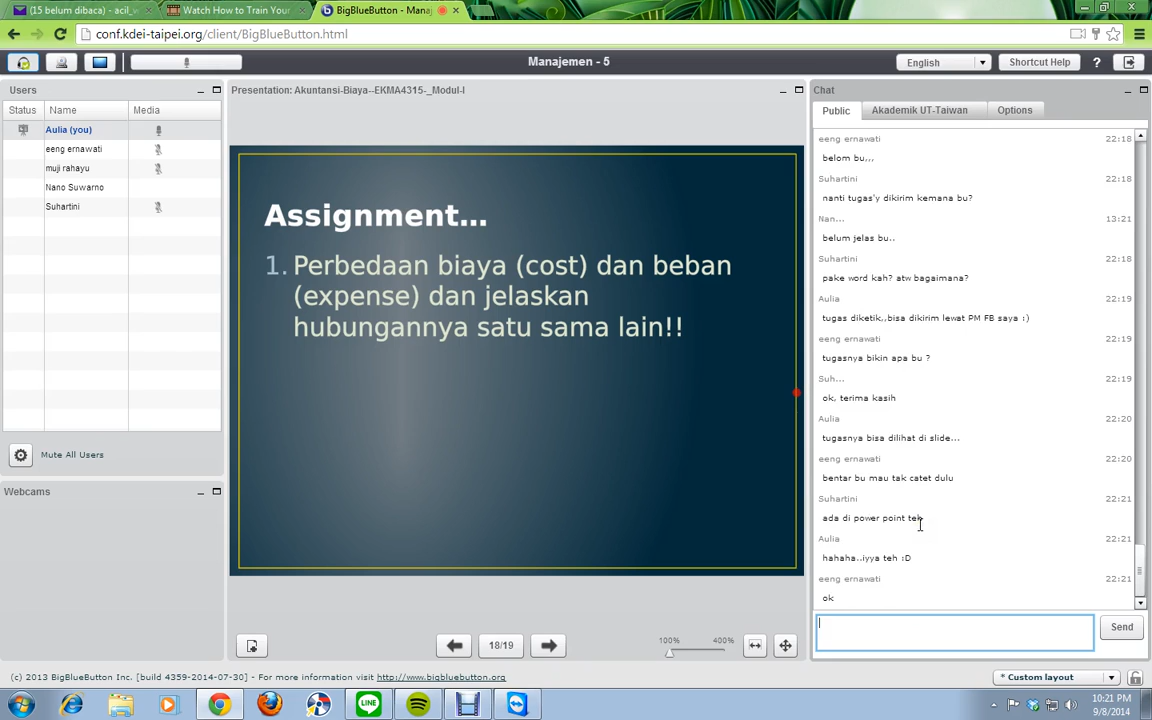 (15 belum dibaca) - acil_v
Watch How to Train Your
BigBlueButton - Manaj
conf.kdei-taipei.org/client/BigBlueButton.html
Manajemen - 5
English
Shortcut Help
?
Users
Status Name Media
Aulia (you)
eeng ernawati
muji rahayu
Nano Suwarno
Suhartini
Mute All Users
Webcams
Presentation: Akuntansi-Biaya--EKMA4315-_Modul-I
Assignment...
1. Perbedaan biaya (cost) dan beban
(expense) dan jelaskan
hubungannya satu sama lain!!
18/19
100% 400%
Chat
Public Akademik UT-Taiwan Options
eeng ernawati 22:18
belom bu,,,
Suhartini 22:18
nanti tugas'y dikirim kemana bu?
Nan... 13:21
belum jelas bu..
Suhartini 22:18
pake word kah? atw bagaimana?
Aulia 22:19
tugas diketik,,bisa dikirim lewat PM FB saya :)
eeng ernawati 22:19
tugasnya bikin apa bu ?
Suh... 22:19
ok, terima kasih
Aulia 22:20
tugasnya bisa dilihat di slide...
eeng ernawati 22:20
bentar bu mau tak catet dulu
Suhartini 22:21
ada di power point teh
Aulia 22:21
hahaha..iyya teh :D
eeng ernawati 22:21
ok
Send
(c) 2013 BigBlueButton Inc. [build 4359-2014-07-30] - For more information visit http://www.bigbluebutton.org
* Custom layout
LINE
10:21 PM
9/8/2014